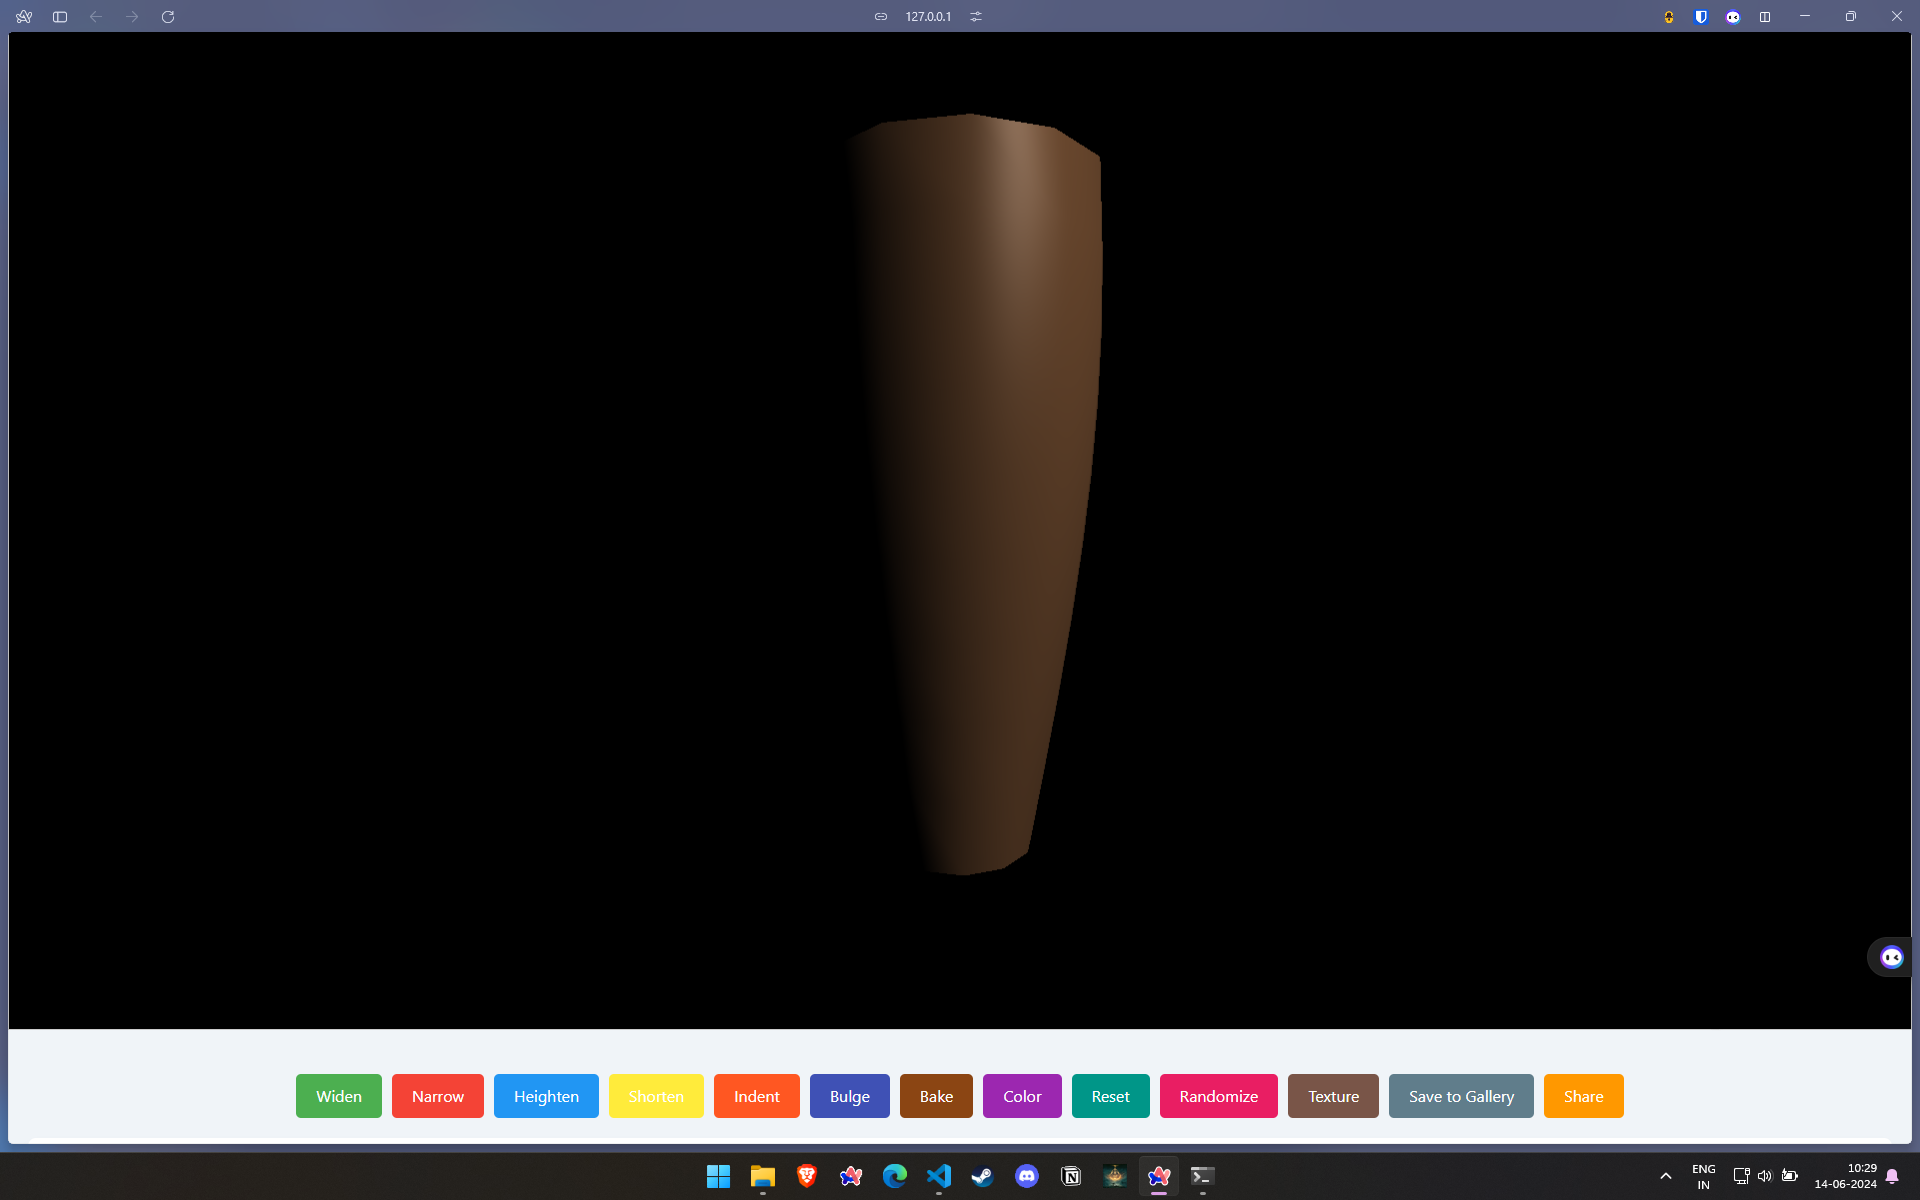 127.0.0.1
Widen Narrow Heighten Shorten Indent Bulge Bake Color Reset Randomize Texture Save to Gallery Share
ENG
IN
10:29
14-06-2024